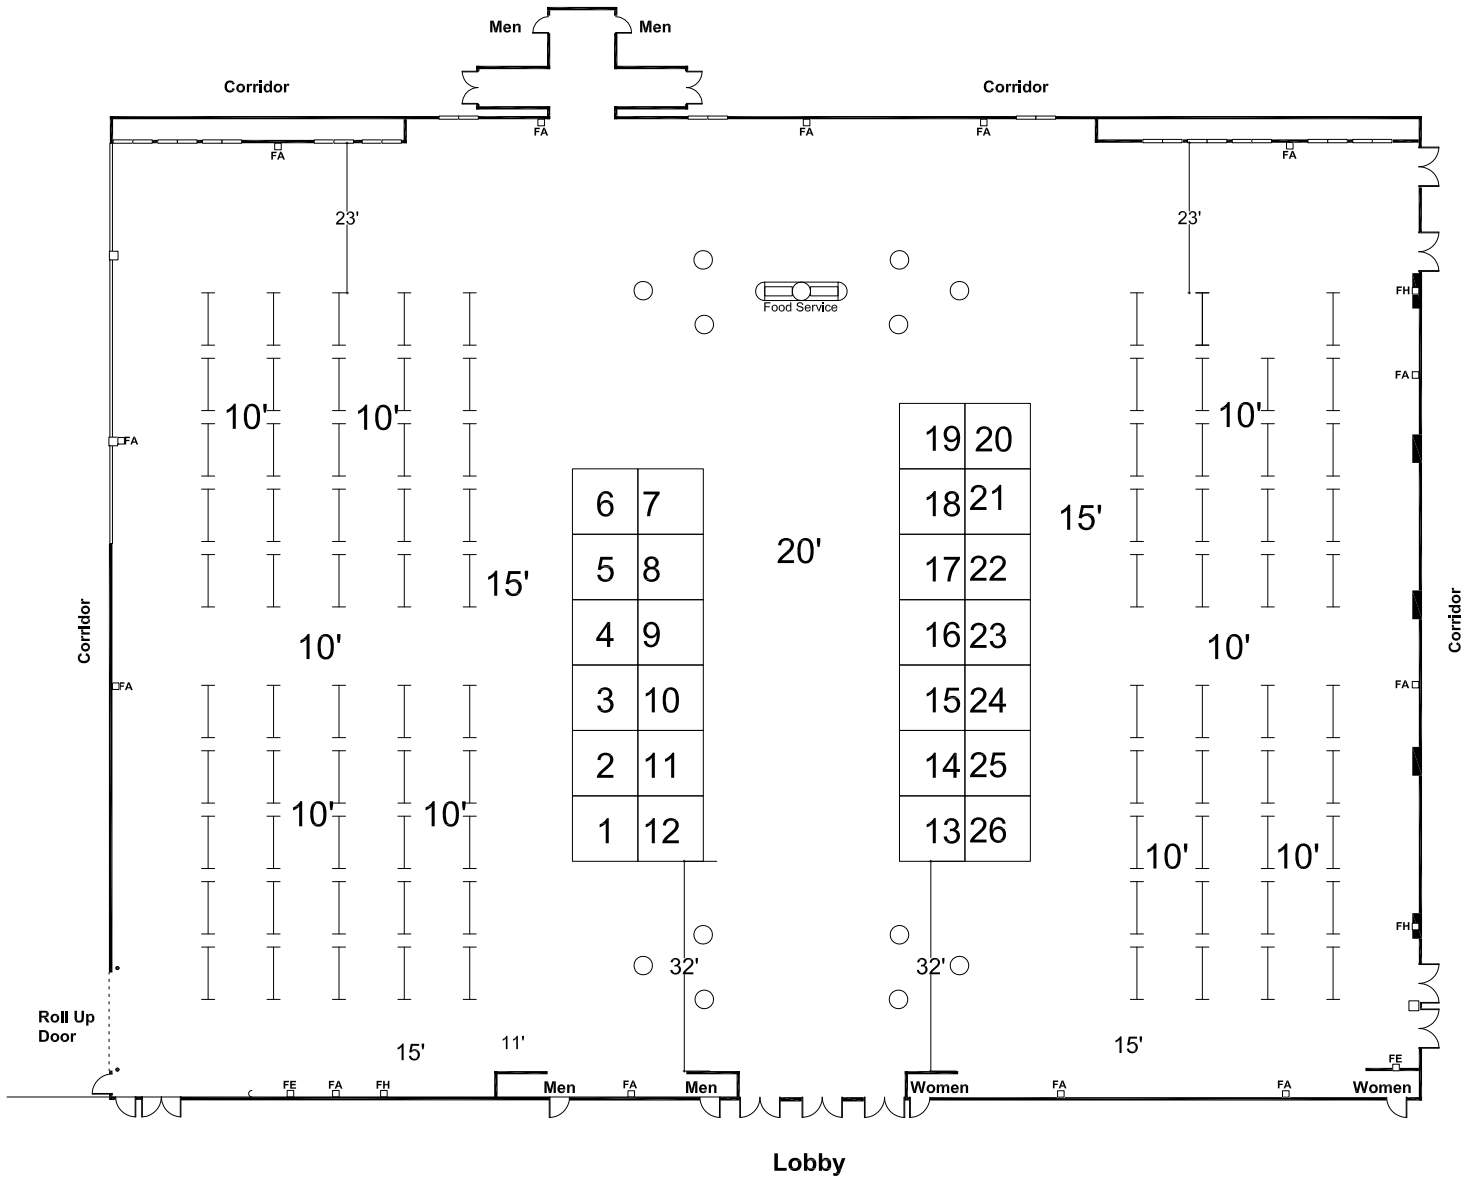 Men
Men
Corridor
Corridor
FA
FA
FA
FA
FA
23'
23'
FH
Food Service
FA
10'
10'
10'
FA
19 20
6 7
18 21
15'
20'
15'
5 8
17 22
Corridor
Corridor
4 9
16 23
10'
10'
FA
FA
3 10
15 24
2 11
14 25
10'
10'
1 12
13 26
10'
10'
FH
32'
32'
Roll Up
Door
15'
11'
15'
FE
FE
FA
FH
Men
FA
Men
Women
FA
FA
Women
Lobby